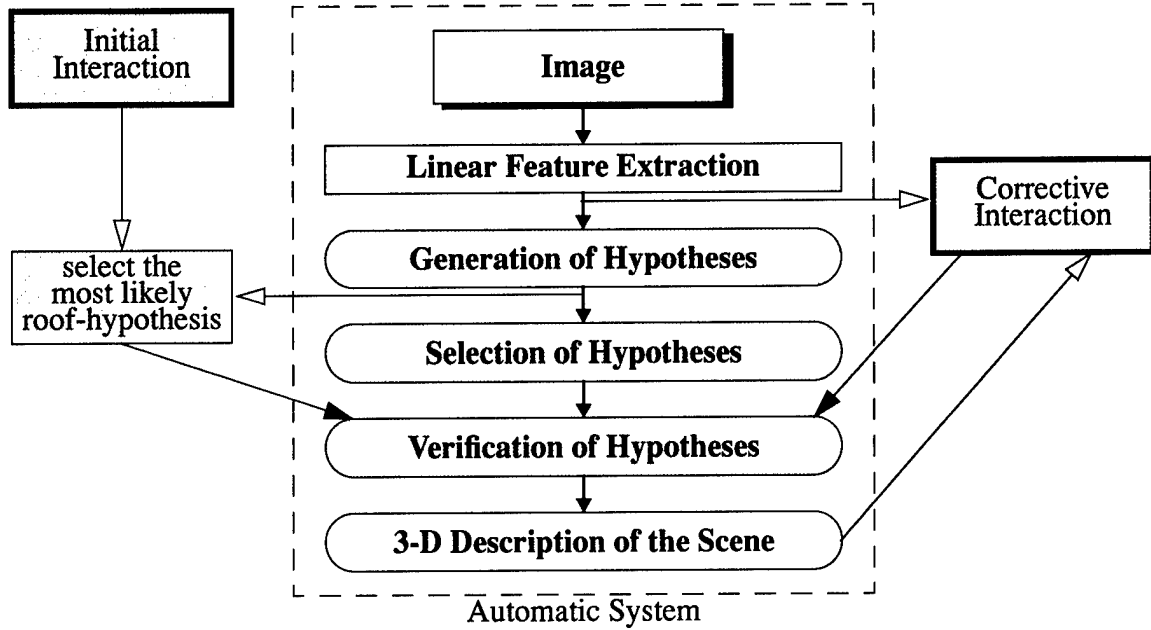 Initial
Interaction
Image
Linear Feature Extraction
Corrective
Interaction
Generation of Hypotheses
select the
most likely
roof-hypothesis
Selection of Hypotheses
Verification of Hypotheses
3-D Description of the Scene
Automatic System